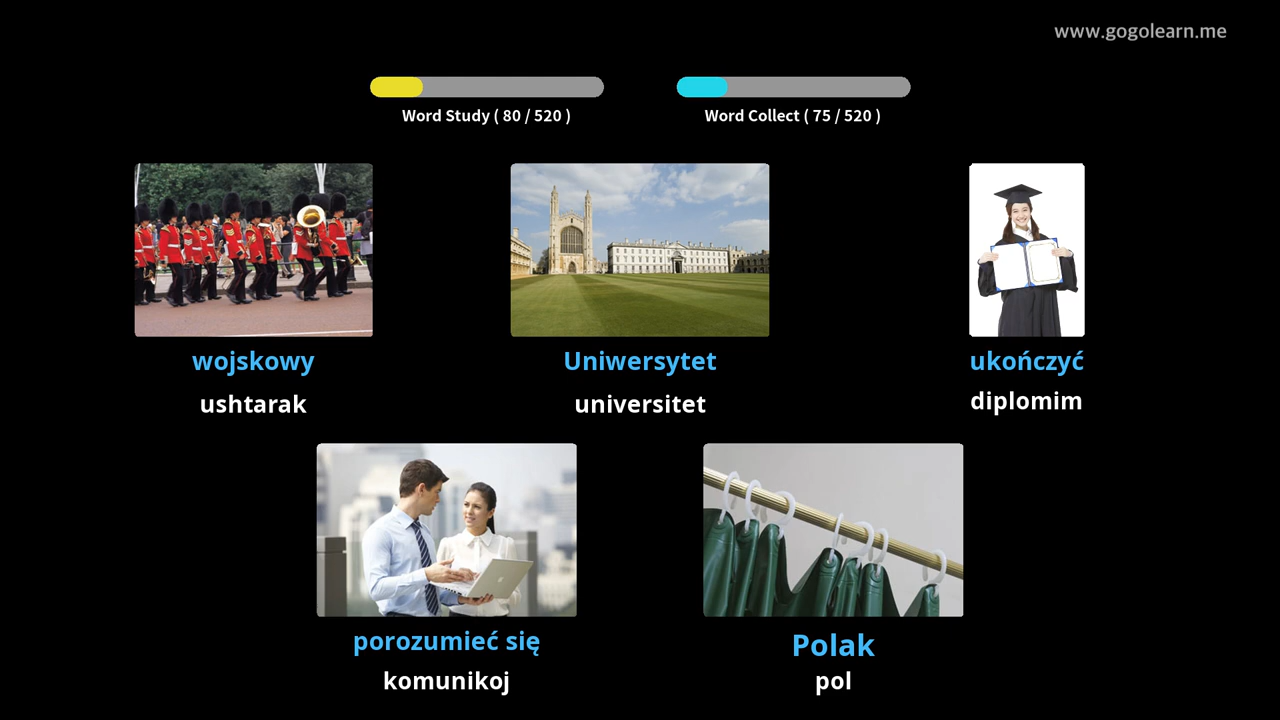 www.gogolearn.me
Word Study ( 80 / 520 )
Word Collect ( 75 / 520 )
wojskowy
ushtarak
Uniwersytet
universitet
ukończyć
diplomim
porozumieć się
komunikoj
Polak
pol